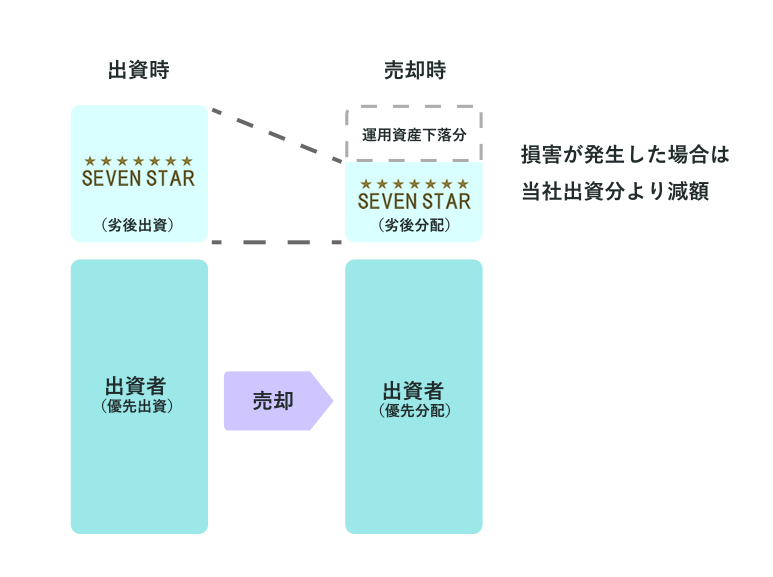 出資時
売却時
運用資産下落分
★★★★★★★
SEVEN STAR
(劣後出資)
★★★★★★★
SEVEN STAR
(劣後分配)
損害が発生した場合は
当社出資分より減額
出資者
(優先出資)
売却
出資者
(優先分配)